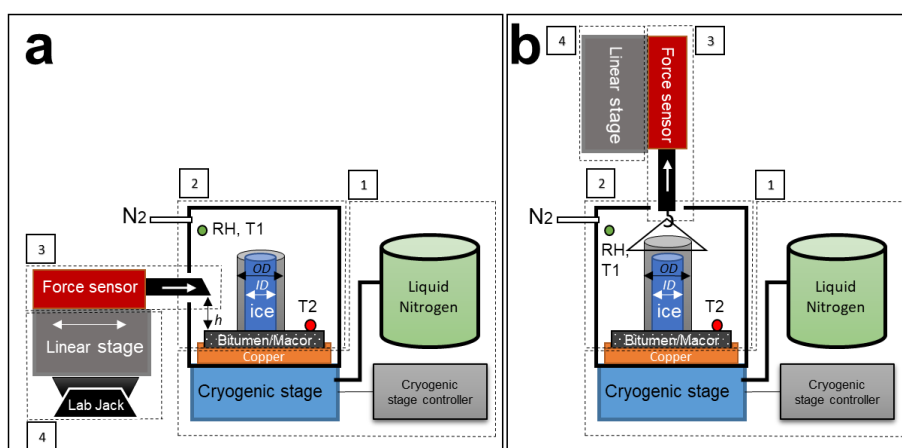 a
2
1
N2
RH, T1
3
Force sensor
OD
ID
ice
h
T2
Liquid
Nitrogen
Linear stage
Bitumen/Macor
Copper
Lab Jack
Cryogenic stage
Cryogenic
stage controller
4
b
4
3
Linear stage
Force sensor
2
1
N2
RH,
T1
OD
ID
ice
T2
Liquid
Nitrogen
Bitumen/Macor
Copper
Cryogenic stage
Cryogenic
stage controller